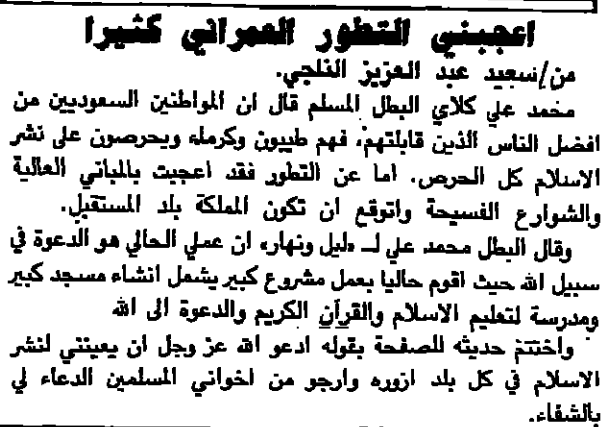 اعجبنني التطور العمراني كثيرا
من/سعيد عبد العزيز الثلجي.
محمد علي كلاي البطل المسلم قال ان المواطنين السعوديين من
افضل الناس الذين قابلتهم، فهم طيبون وكرماء ويحرصون على نشر
الاسلام كل الحرص. اما عن التطور فقد اعجبت بالمباني العالية
والشوارع الفسيحة واتوقع ان تكون المملكة بلد المستقبل.
وقال البطل محمد علي لـ «ليل ونهار» ان عملي الحالي هو الدعوة في
سبيل الله حيث اقوم حاليا بعمل مشروع كبير يشمل انشاء مسجد كبير
ومدرسة لتعليم الاسلام والقرآن الكريم والدعوة الى الله
واختتم حديثه للصفحة بقوله ادعو الله عز وجل ان يعينني لنشر
الاسلام في كل بلد ازوره وارجو من اخواني المسلمين الدعاء لي
بالشفاء.